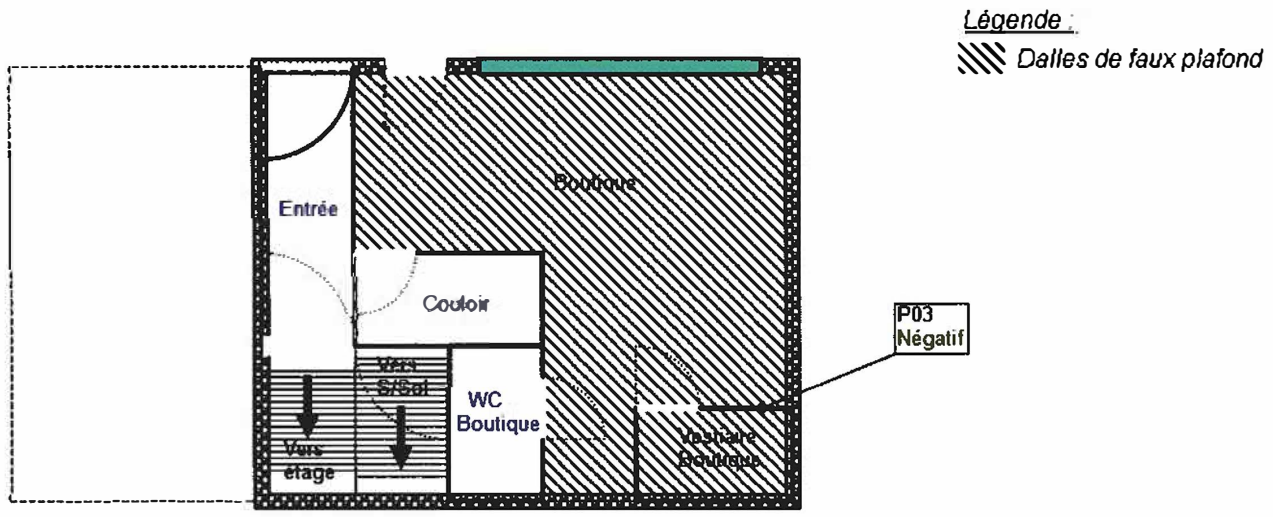 Légende :
Dalles de faux plafond
Boutique
Entrée
Couloir
P03
Négatif
Vers
S/Sol
WC
Boutique
Vers
étage
Vestiaire
Boutique